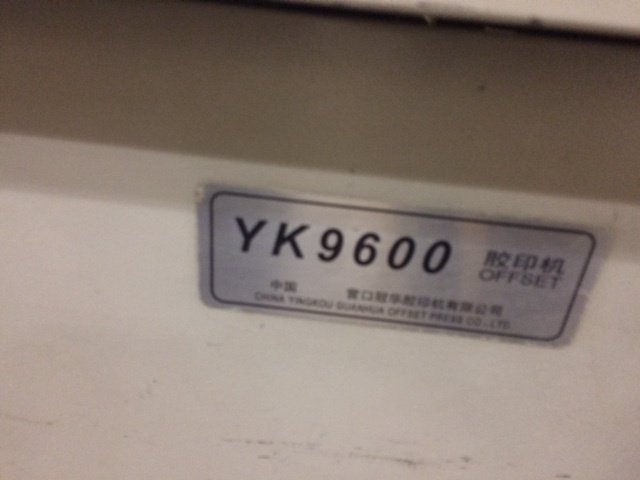 YK9600 胶印机
OFFSET
中国 营口冠华胶印机有限公司
CHINA YINGKOU GUANHUA OFFSET PRESS CO.,LTD.